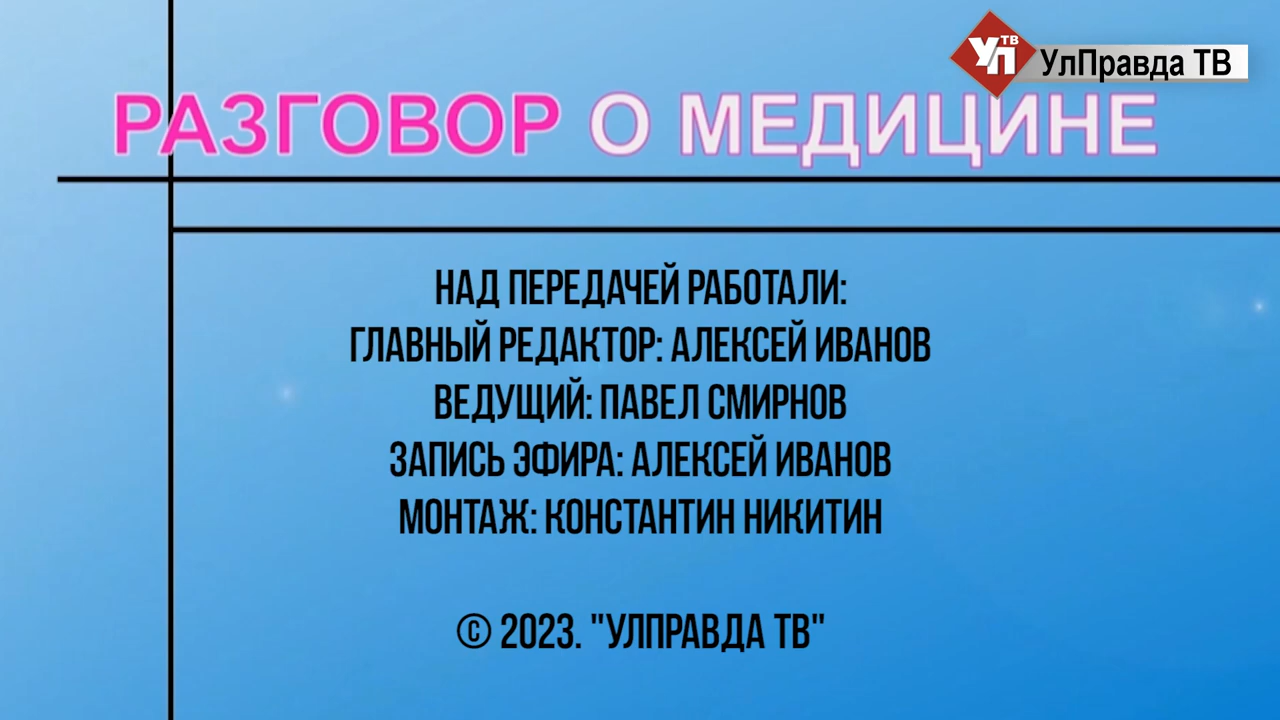 УП ТВ УлПравда ТВ
РАЗГОВОР О МЕДИЦИНЕ
НАД ПЕРЕДАЧЕЙ РАБОТАЛИ:
ГЛАВНЫЙ РЕДАКТОР: АЛЕКСЕЙ ИВАНОВ
ВЕДУЩИЙ: ПАВЕЛ СМИРНОВ
ЗАПИСЬ ЭФИРА: АЛЕКСЕЙ ИВАНОВ
МОНТАЖ: КОНСТАНТИН НИКИТИН
© 2023. "УЛПРАВДА ТВ"